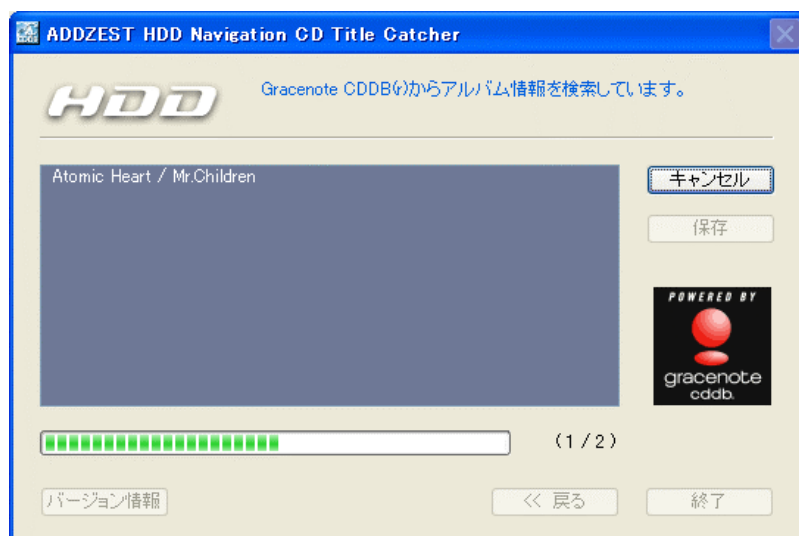 ADDZEST HDD Navigation CD Title Catcher
HDD
Gracenote CDDB(r)からアルバム情報を検索しています。
Atomic Heart / Mr.Children
キャンセル
保存
POWERED BY
gracenote
cddb.
(1/2)
バージョン情報
<< 戻る
終了